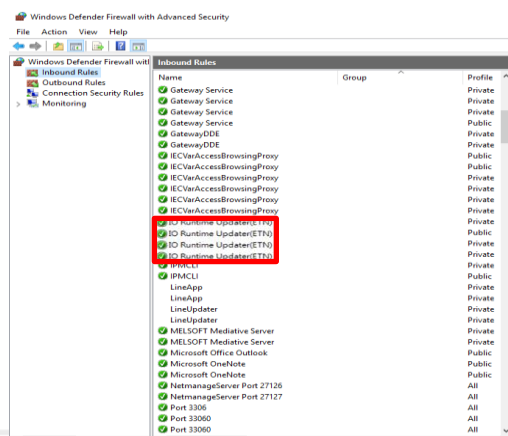 Windows Defender Firewall with Advanced Security
File Action View Help
Windows Defender Firewall witl
Inbound Rules
Outbound Rules
Connection Security Rules
Monitoring
Inbound Rules
Name Group Profile
Gateway Service Private
Gateway Service Private
Gateway Service Private
Gateway Service Public
GatewayDDE Private
GatewayDDE Private
IECVarAccessBrowsingProxy Public
IECVarAccessBrowsingProxy Private
IECVarAccessBrowsingProxy Private
IECVarAccessBrowsingProxy Private
IECVarAccessBrowsingProxy Private
IECVarAccessBrowsingProxy Private
IO Runtime Updater(ETN) Private
IO Runtime Updater(ETN) Public
IO Runtime Updater(ETN) Private
IO Runtime Updater(ETN) Private
IPMCLI Private
IPMCLI Public
LineApp Private
LineApp Private
LineUpdater Private
LineUpdater Private
MELSOFT Mediative Server Private
MELSOFT Mediative Server Private
Microsoft Office Outlook Public
Microsoft OneNote Public
Microsoft OneNote Public
NetmanageServer Port 27126 All
NetmanageServer Port 27127 All
Port 3306 All
Port 33060 All
Port 33060 All